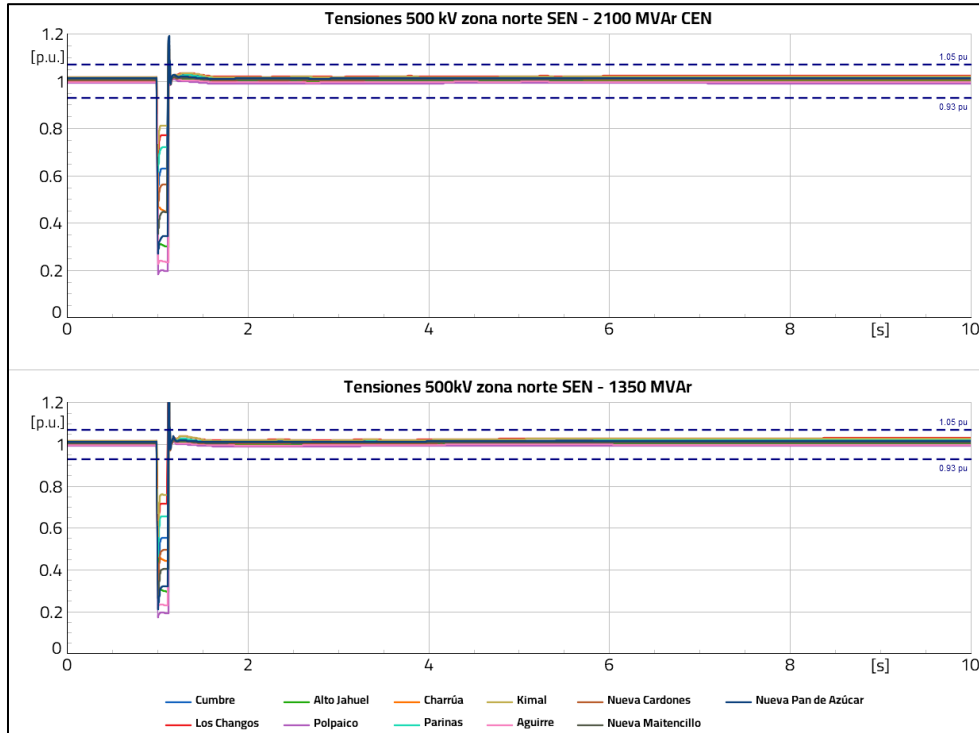 Tensiones 500 kV zona norte SEN - 2100 MVAr CEN
1.2
[p.u.]
1.05 pu
1
0.93 pu
0.8
0.6
0.4
0.2
0
0 2 4 6 8 [s] 10
Tensiones 500kV zona norte SEN - 1350 MVAr
1.2
[p.u.]
1.05 pu
1
0.93 pu
0.8
0.6
0.4
0.2
0
0 2 4 6 8 [s] 10
Cumbre Alto Jahuel Charrúa Kimal Nueva Cardones Nueva Pan de Azúcar
Los Changos Polpaico Parinas Aguirre Nueva Maitencillo